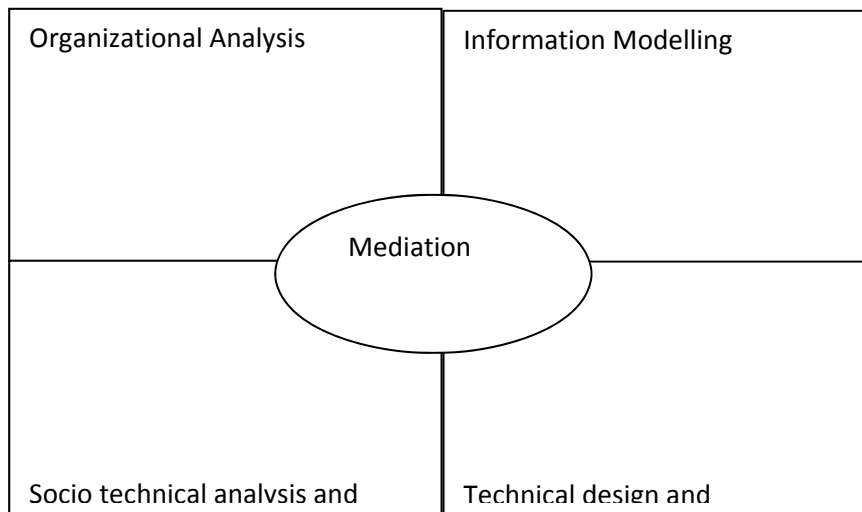 Organizational Analysis
Information Modelling
Mediation
Socio technical analysis and
Technical design and